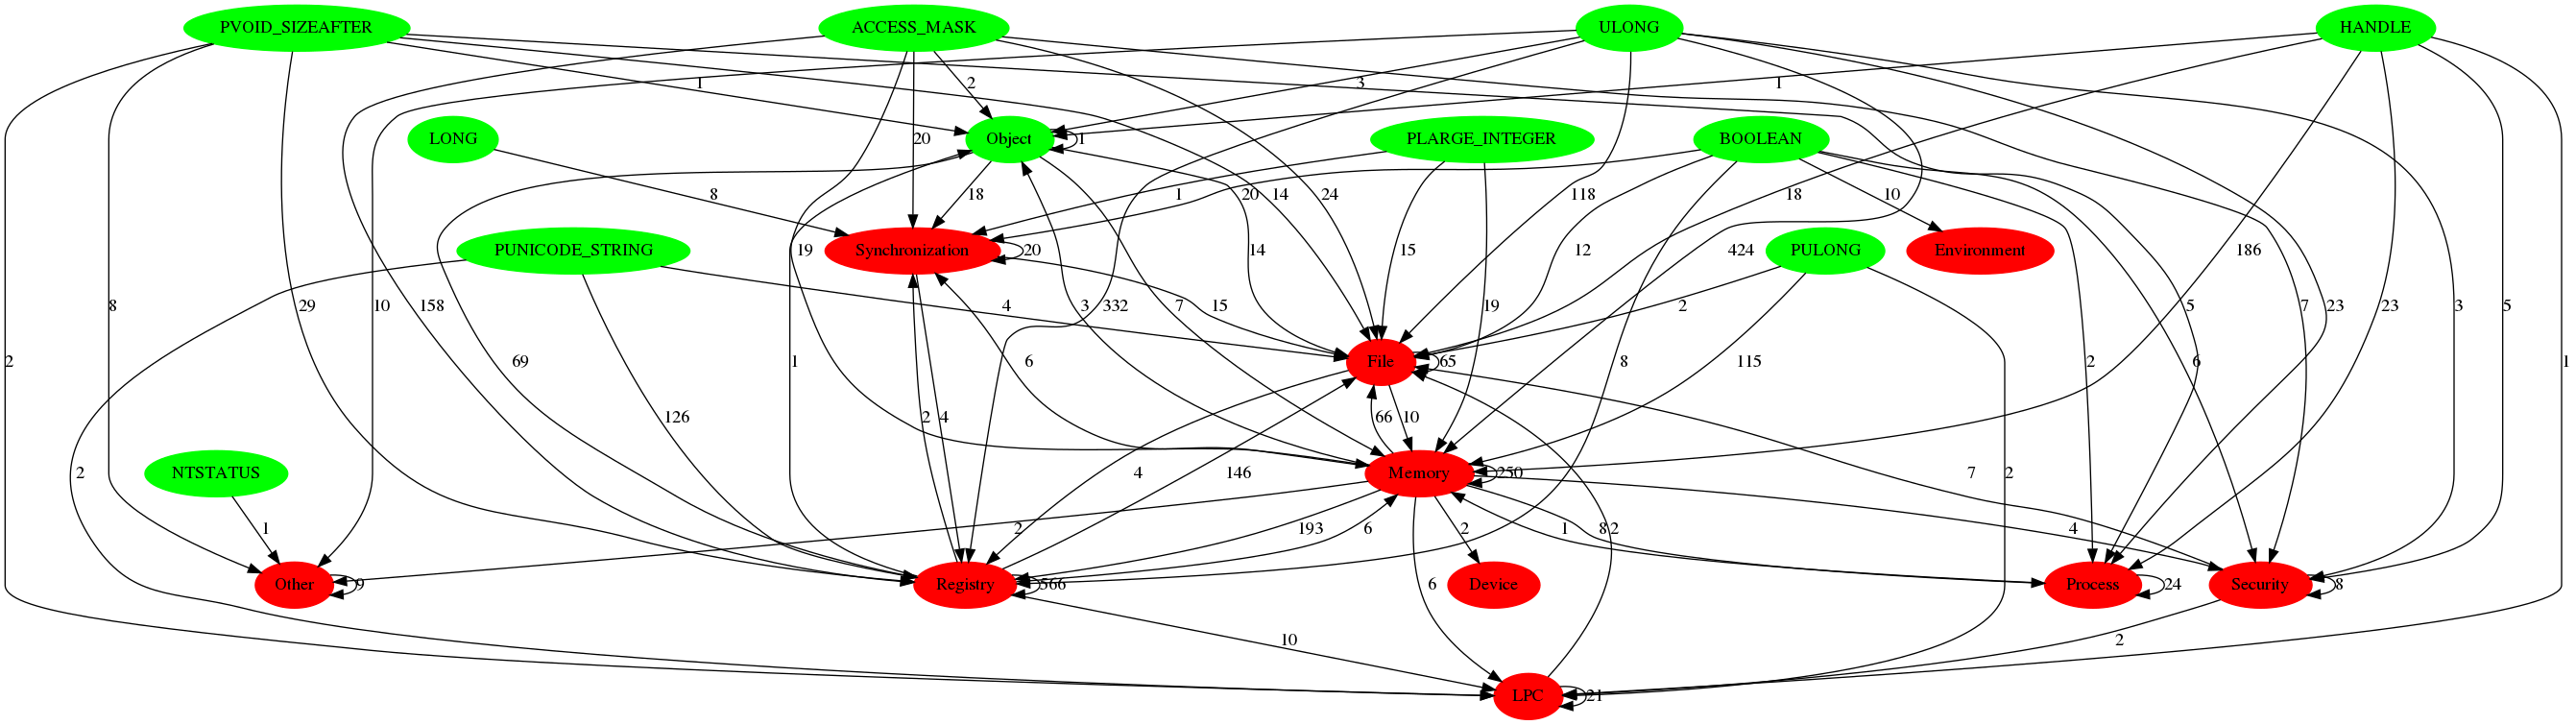 PVOID_SIZEAFTER ACCESS_MASK ULONG HANDLE
1 2 3 1
LONG Object 1 PLARGE_INTEGER BOOLEAN
20
8 18 1 20 14 24 118 18 10
PUNICODE_STRING Synchronization 20 PULONG Environment
19 14 15 12 424 186
8 29 10 158 4 332 3 7 15 19 2 5 23 23 7 3 5
2 69 1 6 File 65 115 8 2 6 1
126 2 4 66 10
2 NTSTATUS 4 146 Memory 250 7 2
1 2 193 6 2 1 8 2 4
Other 9 Registry 566 Device Process 24 Security 8
6
10 2
LPC 21